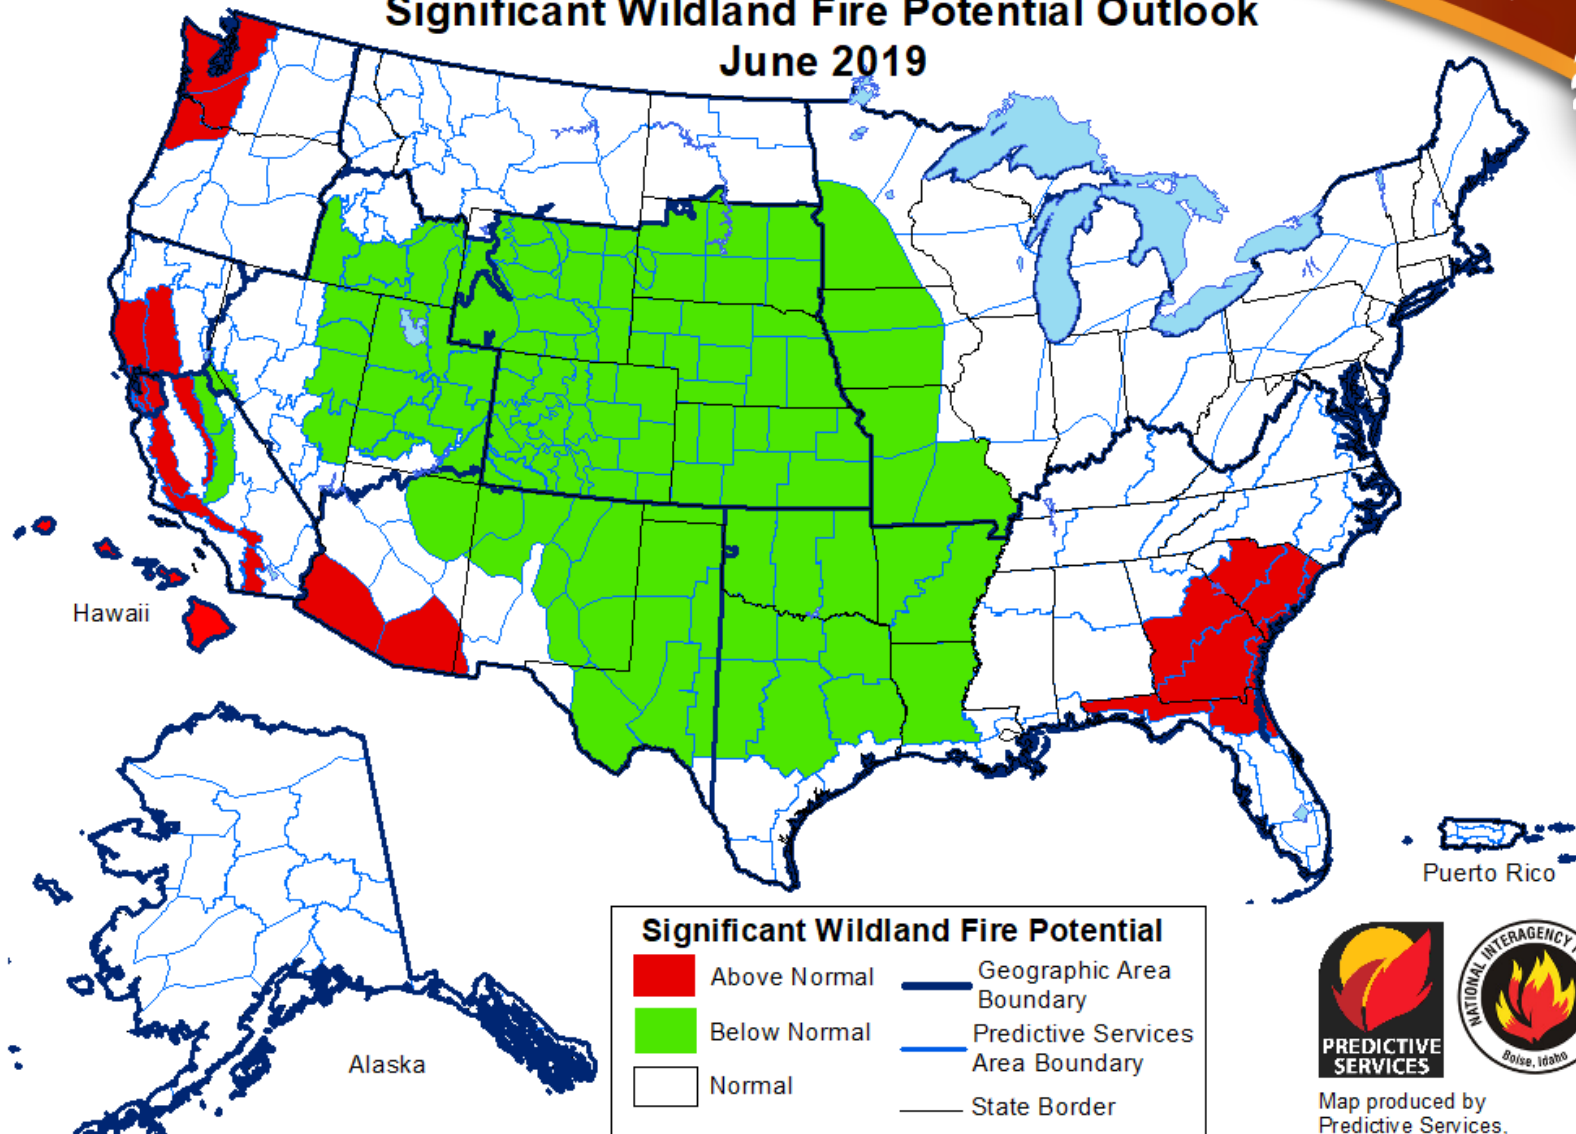 Significant Wildland Fire Potential Outlook
June 2019
Hawaii
Alaska
Puerto Rico
Significant Wildland Fire Potential
Above Normal
Below Normal
Normal
Geographic Area
Boundary
Predictive Services
Area Boundary
State Border
PREDICTIVE
SERVICES
NATIONAL INTERAGENCY
Boise, Idaho
Map produced by
Predictive Services,